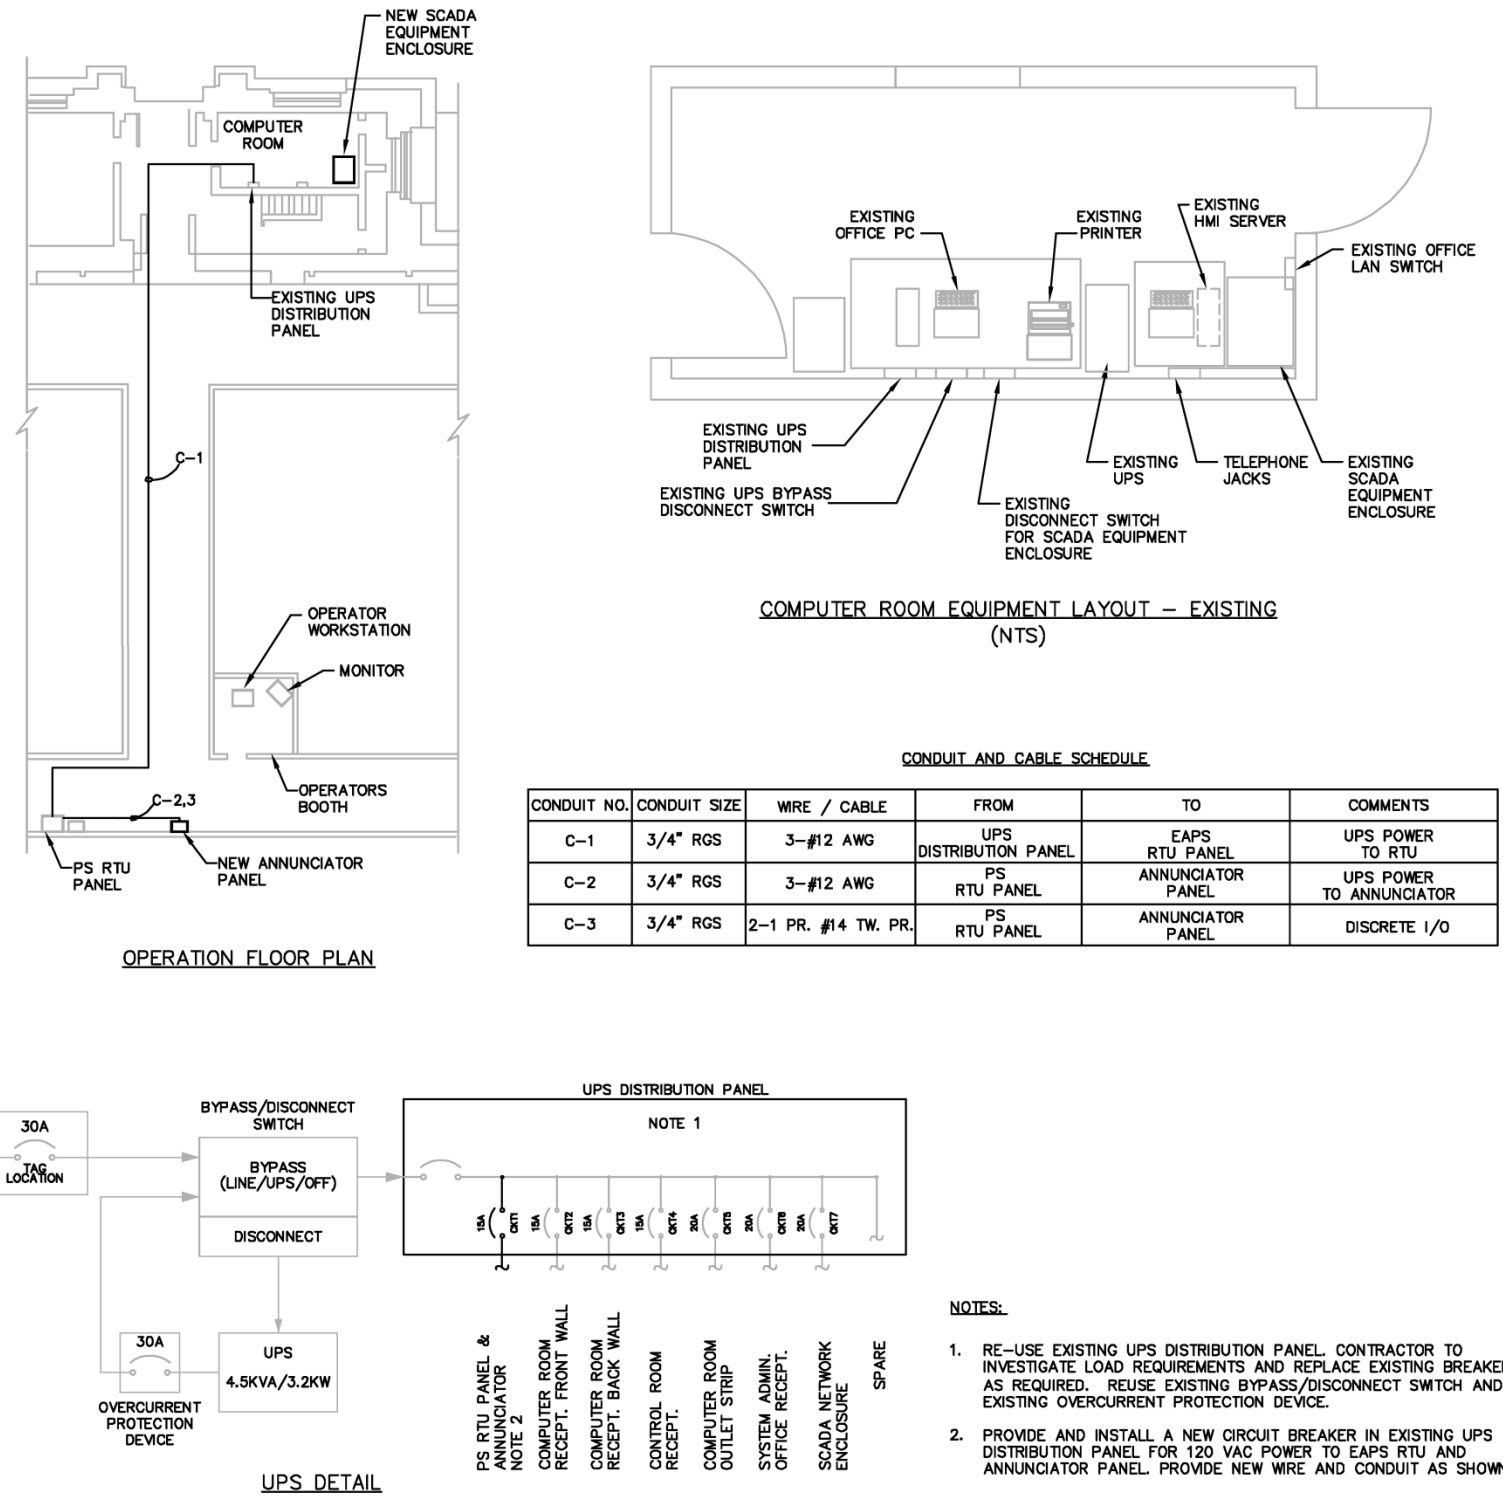 NEW SCADA
EQUIPMENT
ENCLOSURE
COMPUTER
ROOM
EXISTING UPS
DISTRIBUTION
PANEL
C-1
OPERATOR
WORKSTATION
MONITOR
OPERATORS
BOOTH
C-2,3
PS RTU
PANEL
NEW ANNUNCIATOR
PANEL
OPERATION FLOOR PLAN
EXISTING
OFFICE PC
EXISTING
PRINTER
EXISTING
HMI SERVER
EXISTING OFFICE
LAN SWITCH
EXISTING UPS
DISTRIBUTION
PANEL
EXISTING UPS BYPASS
DISCONNECT SWITCH
EXISTING
DISCONNECT SWITCH
FOR SCADA EQUIPMENT
ENCLOSURE
EXISTING
UPS
TELEPHONE
JACKS
EXISTING
SCADA
EQUIPMENT
ENCLOSURE
COMPUTER ROOM EQUIPMENT LAYOUT – EXISTING
(NTS)
CONDUIT AND CABLE SCHEDULE
CONDUIT NO. CONDUIT SIZE WIRE / CABLE FROM TO COMMENTS
C-1 3/4" RGS 3-#12 AWG UPS DISTRIBUTION PANEL EAPS RTU PANEL UPS POWER TO RTU
C-2 3/4" RGS 3-#12 AWG PS RTU PANEL ANNUNCIATOR PANEL UPS POWER TO ANNUNCIATOR
C-3 3/4" RGS 2-1 PR. #14 TW. PR. PS RTU PANEL ANNUNCIATOR PANEL DISCRETE I/O
30A
TAG
LOCATION
BYPASS/DISCONNECT
SWITCH
BYPASS
(LINE/UPS/OFF)
DISCONNECT
30A
OVERCURRENT
PROTECTION
DEVICE
UPS
4.5KVA/3.2KW
UPS DETAIL
UPS DISTRIBUTION PANEL
NOTE 1
15A CKT1
15A CKT2
15A CKT3
15A CKT4
20A CKT5
20A CKT6
20A CKT7
PS RTU PANEL &
ANNUNCIATOR
NOTE 2
COMPUTER ROOM
RECEPT. FRONT WALL
COMPUTER ROOM
RECEPT. BACK WALL
CONTROL ROOM
RECEPT.
COMPUTER ROOM
OUTLET STRIP
SYSTEM ADMIN.
OFFICE RECEPT.
SCADA NETWORK
ENCLOSURE
SPARE
NOTES:
1. RE-USE EXISTING UPS DISTRIBUTION PANEL. CONTRACTOR TO
INVESTIGATE LOAD REQUIREMENTS AND REPLACE EXISTING BREAKER
AS REQUIRED. REUSE EXISTING BYPASS/DISCONNECT SWITCH AND
EXISTING OVERCURRENT PROTECTION DEVICE.
2. PROVIDE AND INSTALL A NEW CIRCUIT BREAKER IN EXISTING UPS
DISTRIBUTION PANEL FOR 120 VAC POWER TO EAPS RTU AND
ANNUNCIATOR PANEL. PROVIDE NEW WIRE AND CONDUIT AS SHOWN